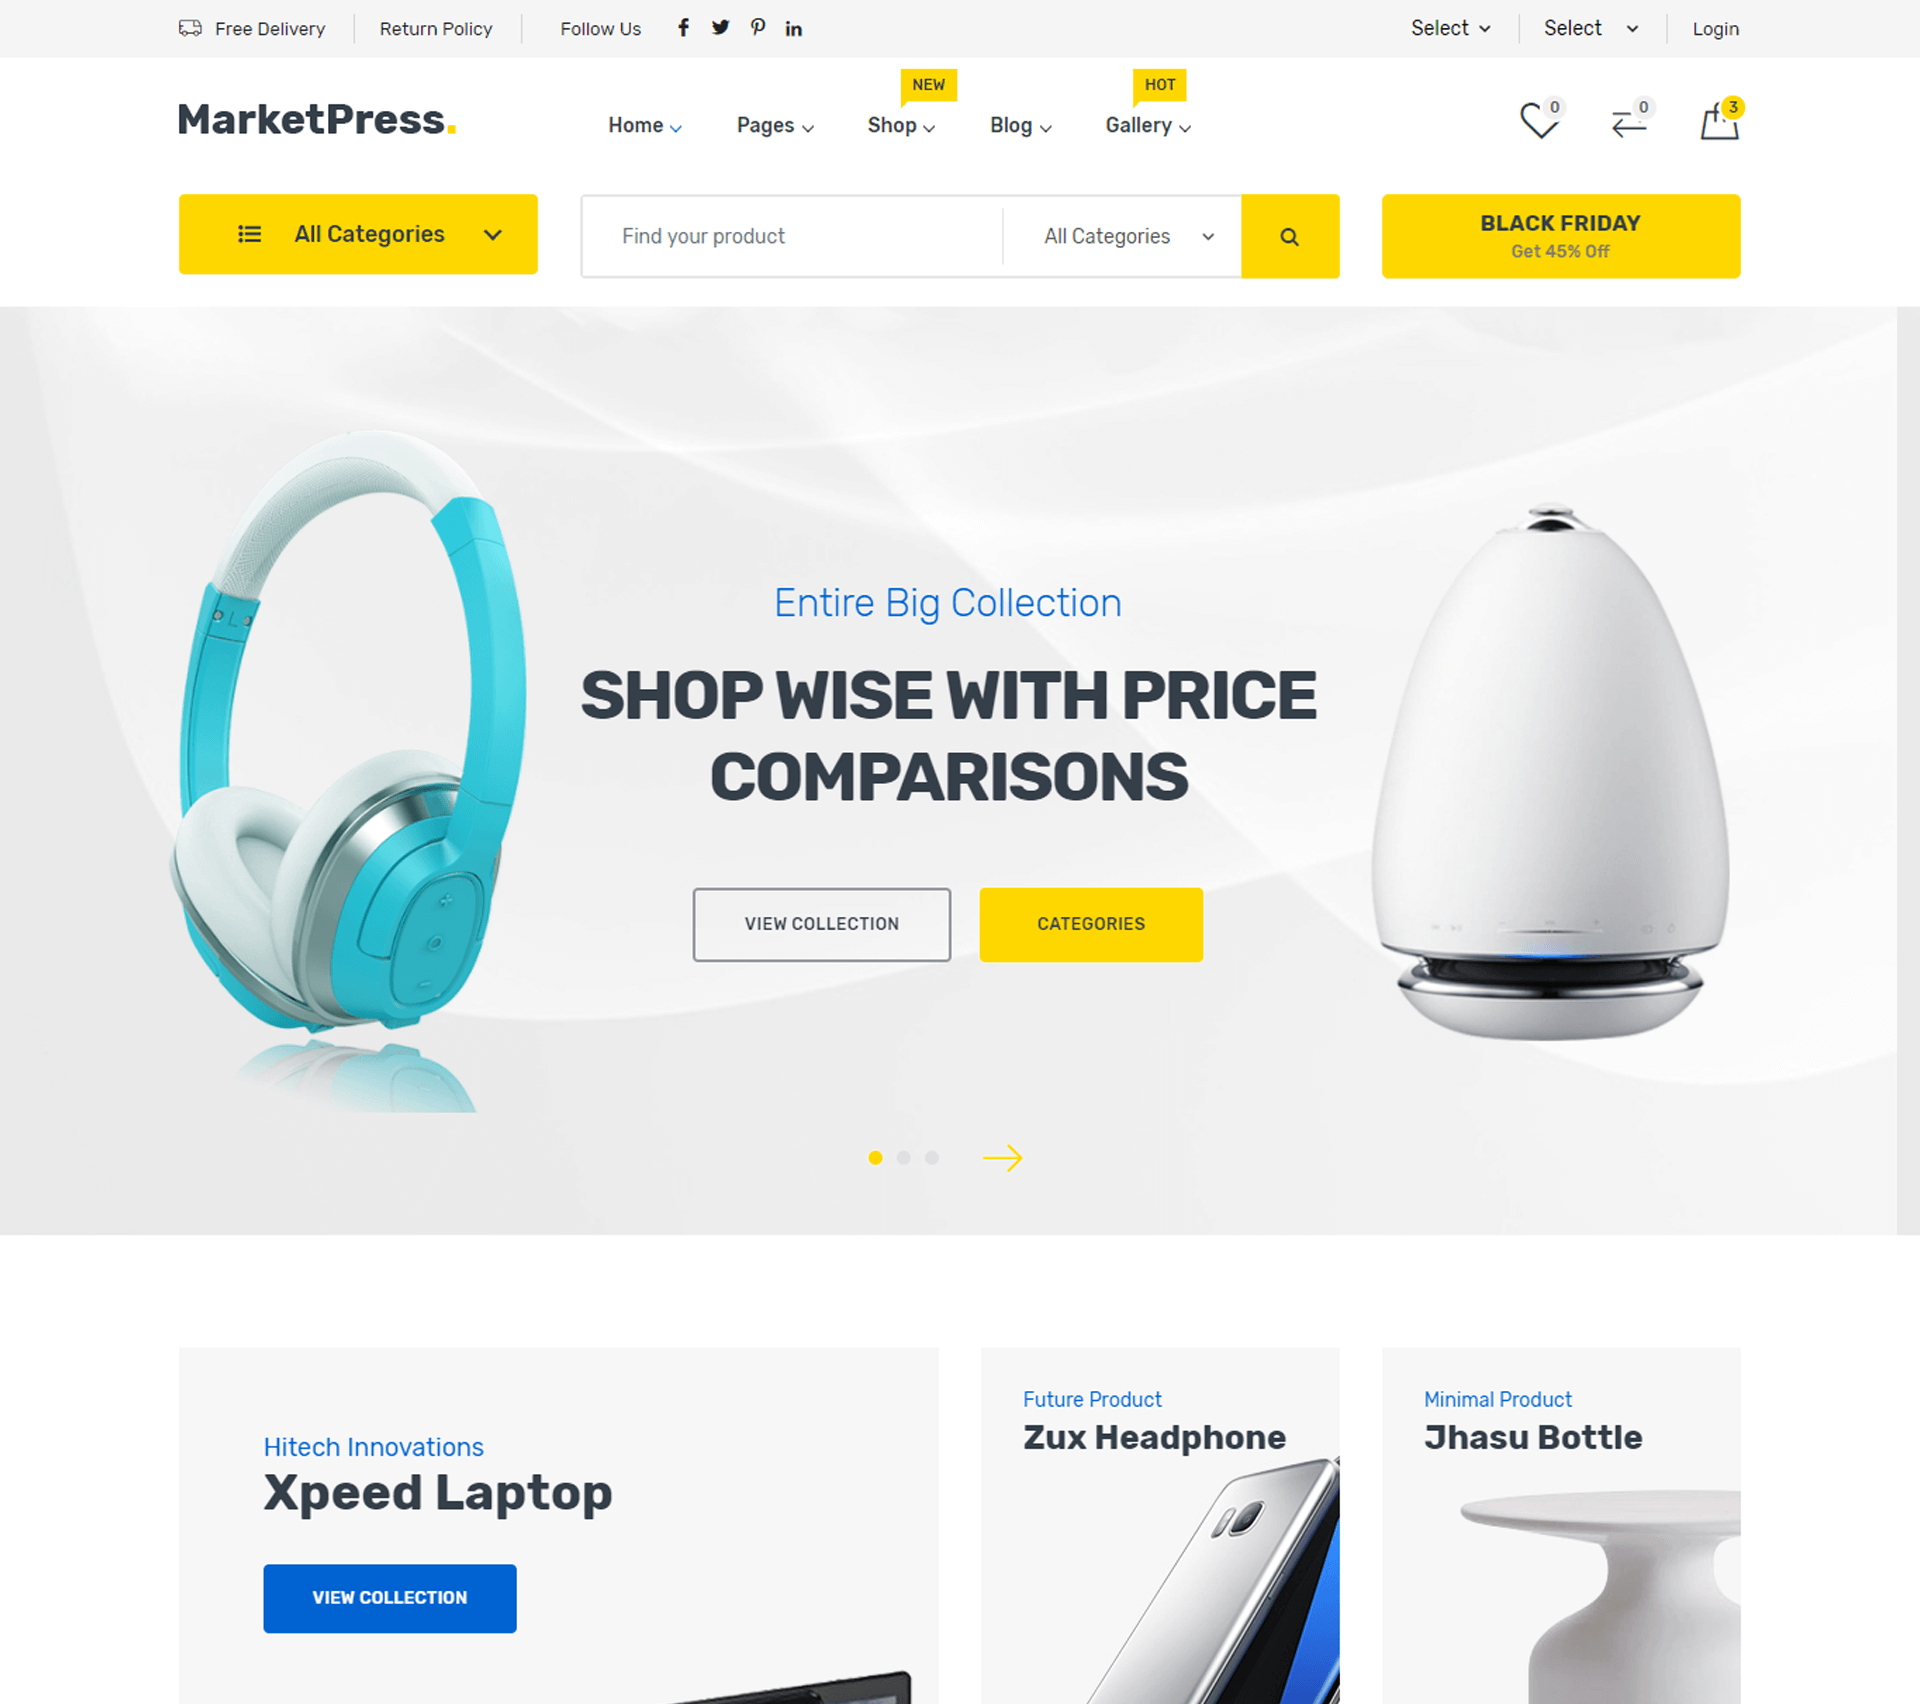 Free Delivery
Return Policy
Follow Us
Select
Select
Login
MarketPress.
Home
Pages
NEW
Shop
Blog
HOT
Gallery
0
0
3
All Categories
Find your product
All Categories
BLACK FRIDAY
Get 45% Off
L
Entire Big Collection
SHOP WISE WITH PRICE
COMPARISONS
VIEW COLLECTION
CATEGORIES
Hitech Innovations
Xpeed Laptop
VIEW COLLECTION
Future Product
Zux Headphone
Minimal Product
Jhasu Bottle